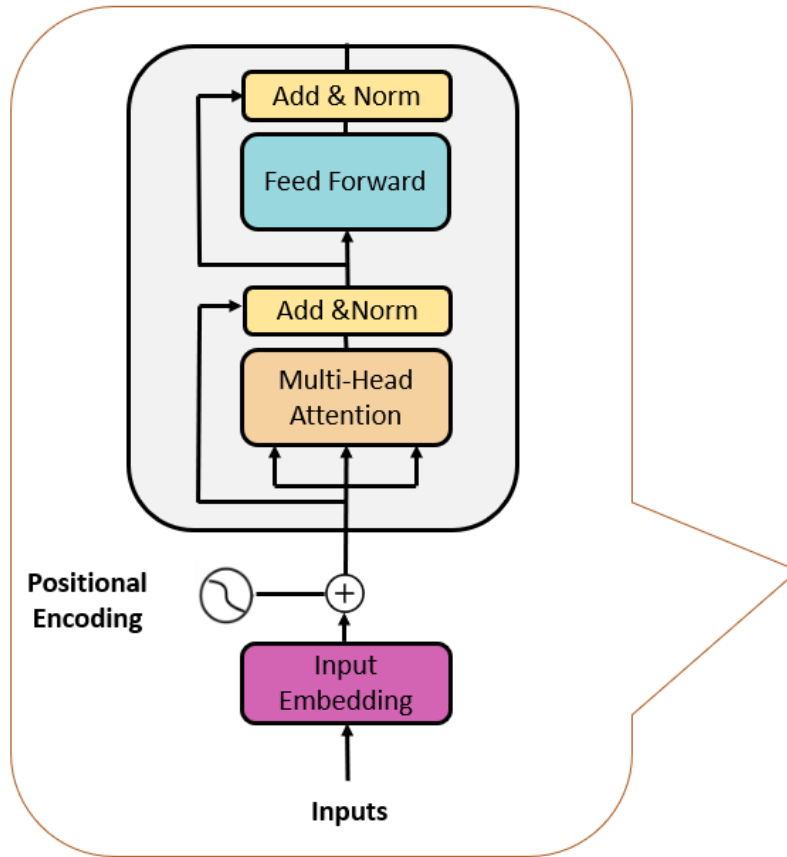 Add & Norm
Feed Forward
Add &Norm
Multi-Head
Attention
Positional
Encoding
+
Input
Embedding
Inputs